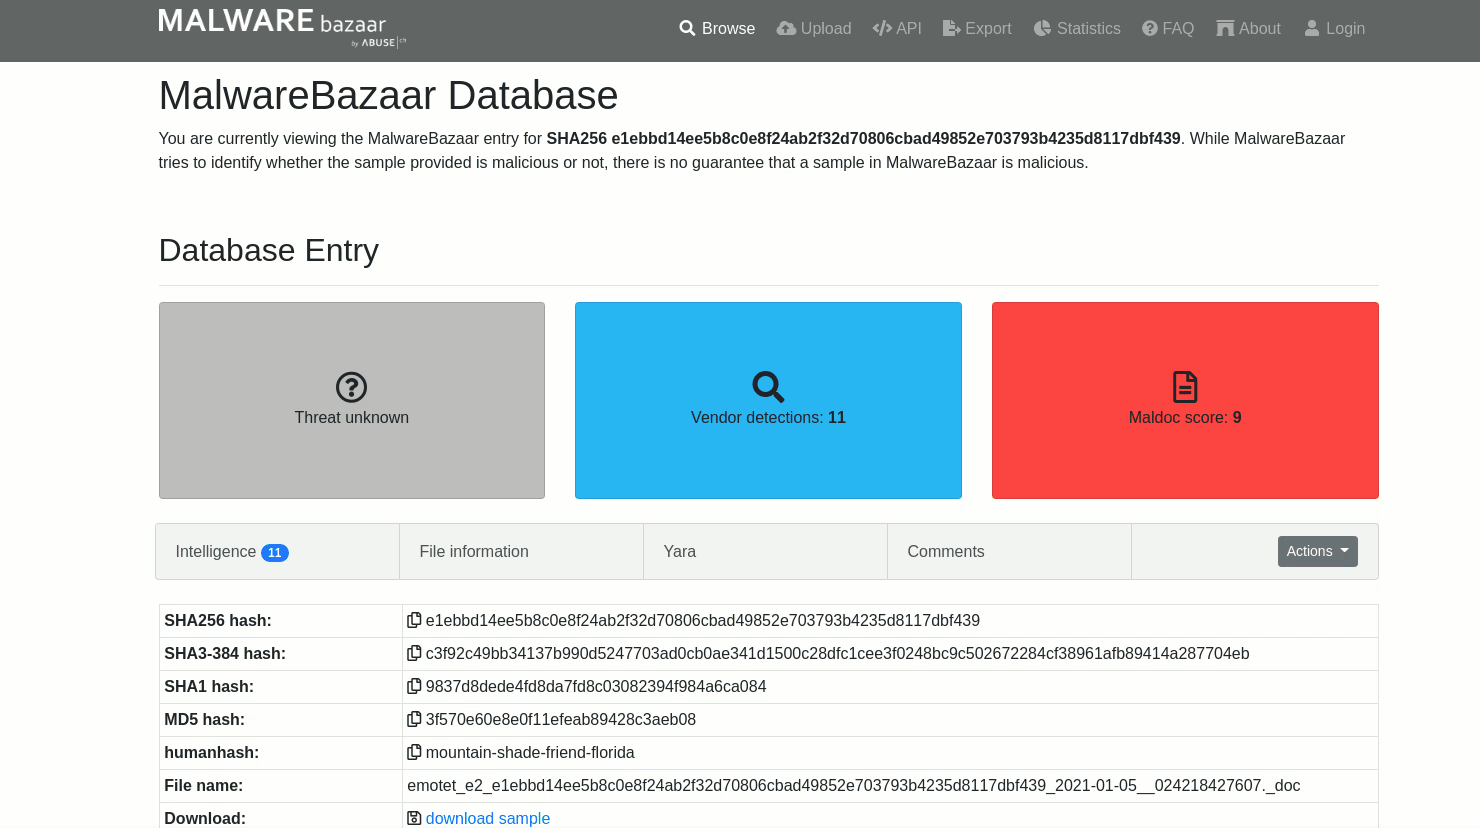 MALWARE bazaar
by ABUSE|ch
Browse Upload API Export Statistics FAQ About Login
MalwareBazaar Database
You are currently viewing the MalwareBazaar entry for SHA256 e1ebbd14ee5b8c0e8f24ab2f32d70806cbad49852e703793b4235d8117dbf439. While MalwareBazaar
tries to identify whether the sample provided is malicious or not, there is no guarantee that a sample in MalwareBazaar is malicious.
Database Entry
Threat unknown
Vendor detections: 11
Maldoc score: 9
Intelligence 11 File information Yara Comments Actions
SHA256 hash: e1ebbd14ee5b8c0e8f24ab2f32d70806cbad49852e703793b4235d8117dbf439
SHA3-384 hash: c3f92c49bb34137b990d5247703ad0cb0ae341d1500c28dfc1cee3f0248bc9c502672284cf38961afb89414a287704eb
SHA1 hash: 9837d8dede4fd8da7fd8c03082394f984a6ca084
MD5 hash: 3f570e60e8e0f11efeab89428c3aeb08
humanhash: mountain-shade-friend-florida
File name: emotet_e2_e1ebbd14ee5b8c0e8f24ab2f32d70806cbad49852e703793b4235d8117dbf439_2021-01-05__024218427607._doc
Download: download sample